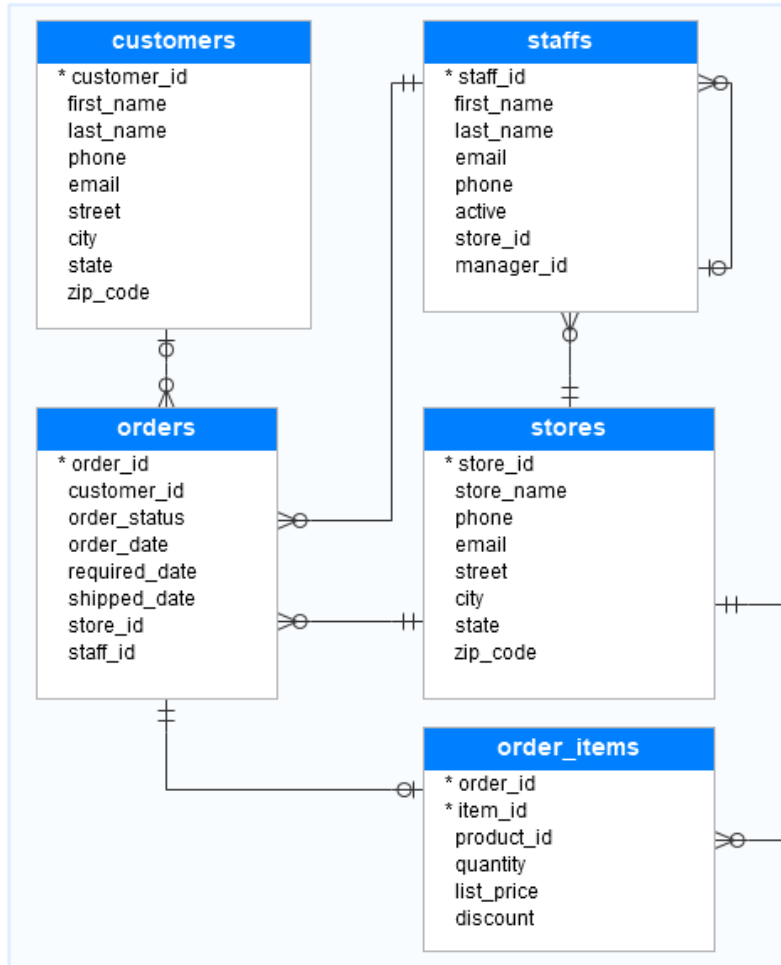 customers
* customer_id
first_name
last_name
phone
email
street
city
state
zip_code
staffs
* staff_id
first_name
last_name
email
phone
active
store_id
manager_id
orders
* order_id
customer_id
order_status
order_date
required_date
shipped_date
store_id
staff_id
stores
* store_id
store_name
phone
email
street
city
state
zip_code
order_items
* order_id
* item_id
product_id
quantity
list_price
discount